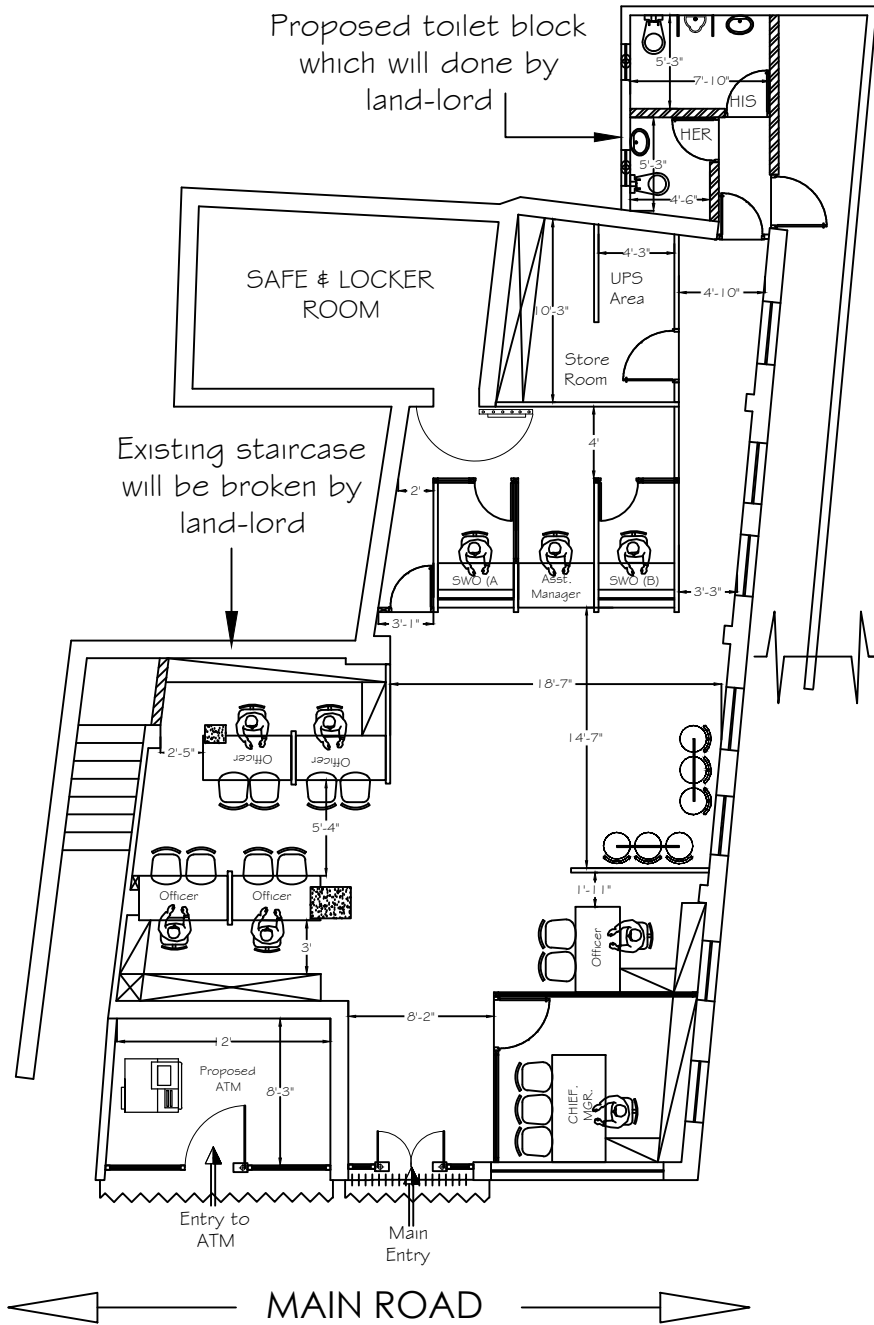 Proposed toilet block
which will done by
land-lord
5'-3"
7'-10"
HIS
HER
5'-3"
4'-6"
SAFE & LOCKER
ROOM
4'-3"
UPS
Area
4'-10"
10'-3"
Store
Room
Existing staircase
will be broken by
land-lord
4'
2'
SWO (A
Asst.
Manager
SWO (B)
3'-3"
3'-1"
18'-7"
14'-7"
2'-5"
Officer
Officer
5'-4"
Officer
Officer
1'-11"
Officer
3'
8'-2"
12'
Proposed
ATM
8'-3"
CHIEF.
MGR.
Entry to
ATM
Main
Entry
MAIN ROAD